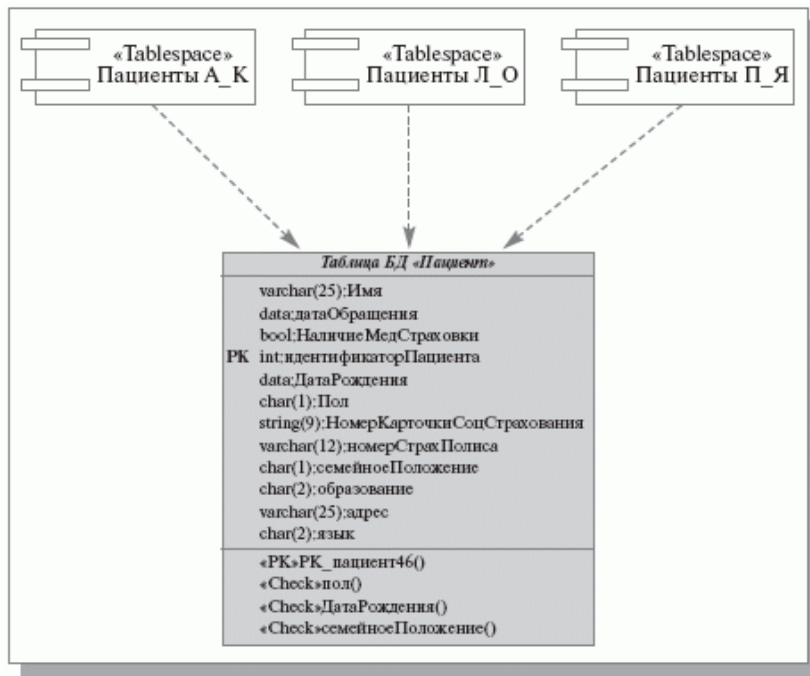 «Tablespace»
Пациенты А_К
«Tablespace»
Пациенты Л_О
«Tablespace»
Пациенты П_Я
Таблица БД «Пациент»
varchar(25):Имя
data:датаОбращения
bool:НаличиеМедСтраховки
PK int:идентификаторПациента
data:ДатаРождения
char(1):Пол
string(9):НомерКарточкиСоцСтрахования
varchar(12):номерСтрахПолиса
char(1):семейноеПоложение
char(2):образование
varchar(25):адрес
char(2):язык
«PK»PK_пациент46()
«Check»пол()
«Check»ДатаРождения()
«Check»семейноеПоложение()